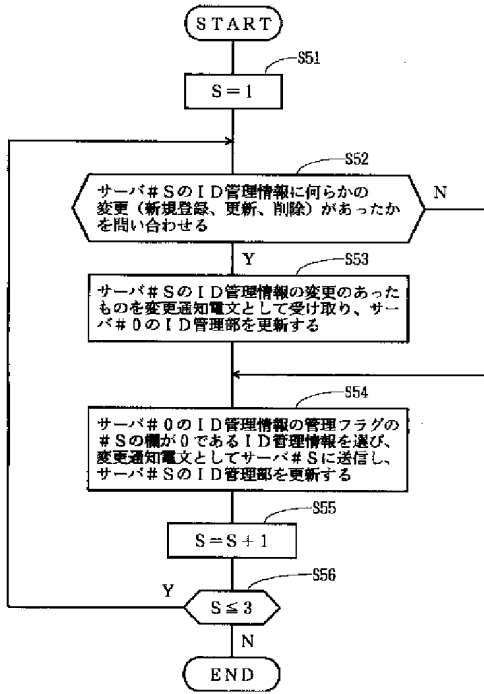 START
S51
S=1
S52
サーバ#SのID管理情報に何らかの
変更(新規登録、更新、削除)があったか
を問い合わせる
N
Y
S53
サーバ#SのID管理情報の変更のあった
ものを変更通知電文として受け取り、サー
バ#0のID管理部を更新する
S54
サーバ#0のID管理情報の管理フラグの
#Sの欄が0であるID管理情報を選び、
変更通知電文としてサーバ#Sに送信し、
サーバ#SのID管理部を更新する
S55
S=S+1
S56
Y
S≦3
N
END